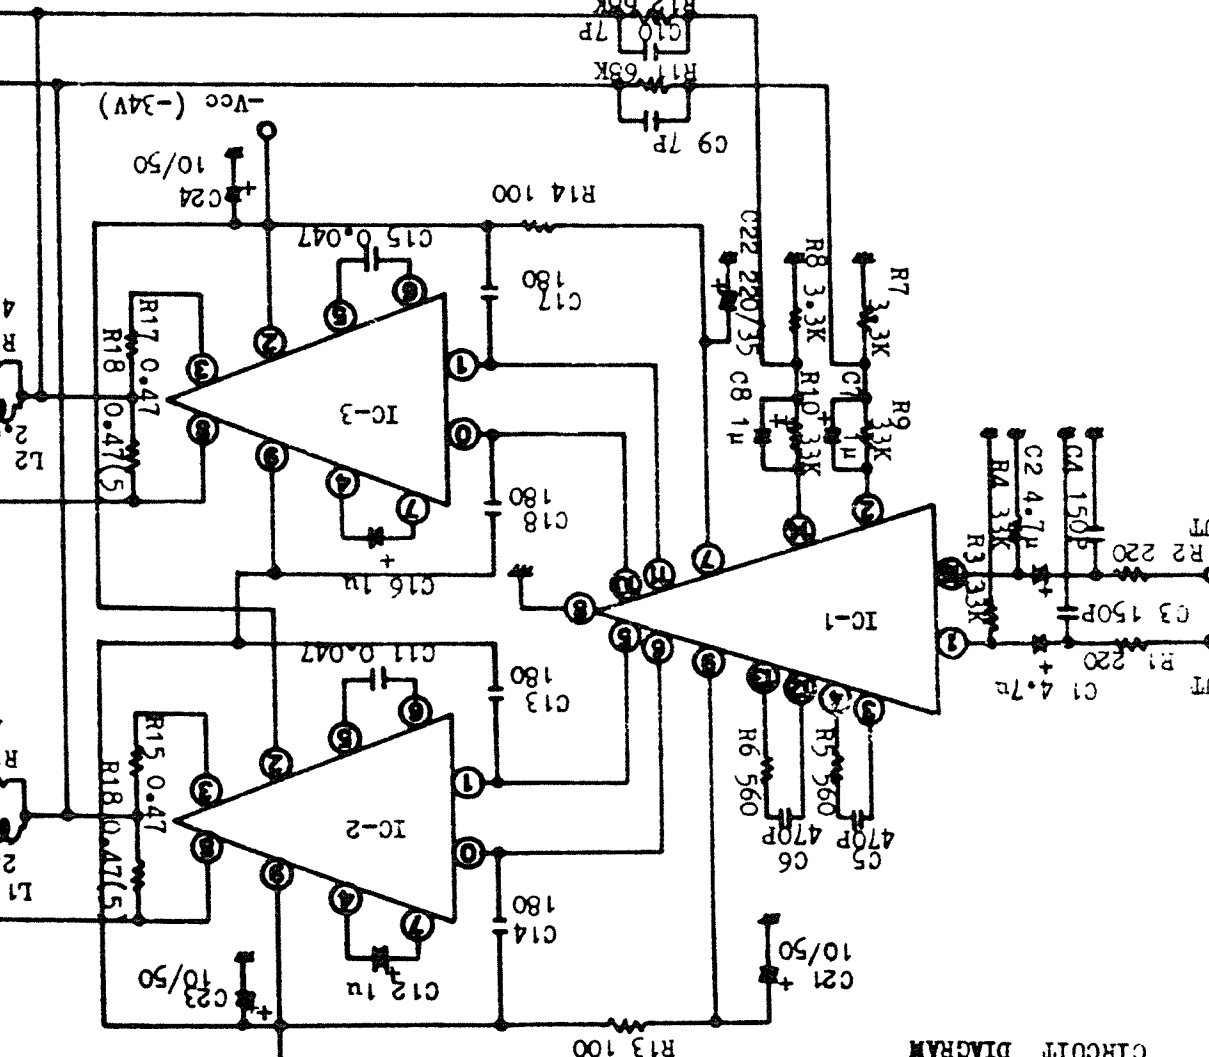 CIRCUIT DIAGRAM
R13 100
C21
10/50
C23
10/50
C12 1u
C14
180
C5
470P
C6
470P
R5 560
R6 560
L1
IC-2
R15 0.47
R18 0.47(5)
C13
180
C11 0.047
C1 4.7u
R1 220
IC-1
C3 150P
R2 220
R3 33K
R4 33K
C2 4.7μ
C4 150P
C16 1u
C18
180
L2
IC-3
R17 0.47
R18 0.47(5)
C7 1μ
R9 33K
C8 1μ
R10 33K
R7 3.3K
R8 3.3K
C22 220/35
C17
180
C15 0.047
R14 100
C24
10/50
-Vcc (-34V)
C9 7P
R11
C10
7P